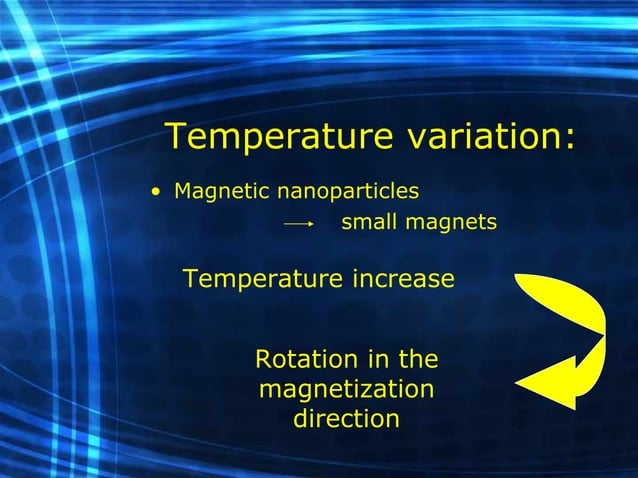 Temperature variation:
• Magnetic nanoparticles
small magnets
Temperature increase
Rotation in the
magnetization
direction